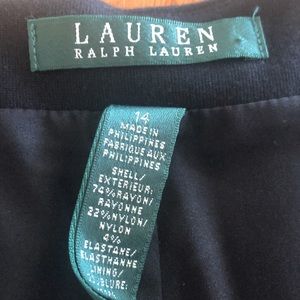 LAUREN
RALPH LAUREN
14
MADE IN
PHILIPPINES
FABRIQUE AUX
PHILIPPINES
SHELL/
EXTERIEUR:
74% RAYON/
RAYONNE
22% NYLON/
NYLON
4%
ELASTANE/
ELASTHANNE
LINING/